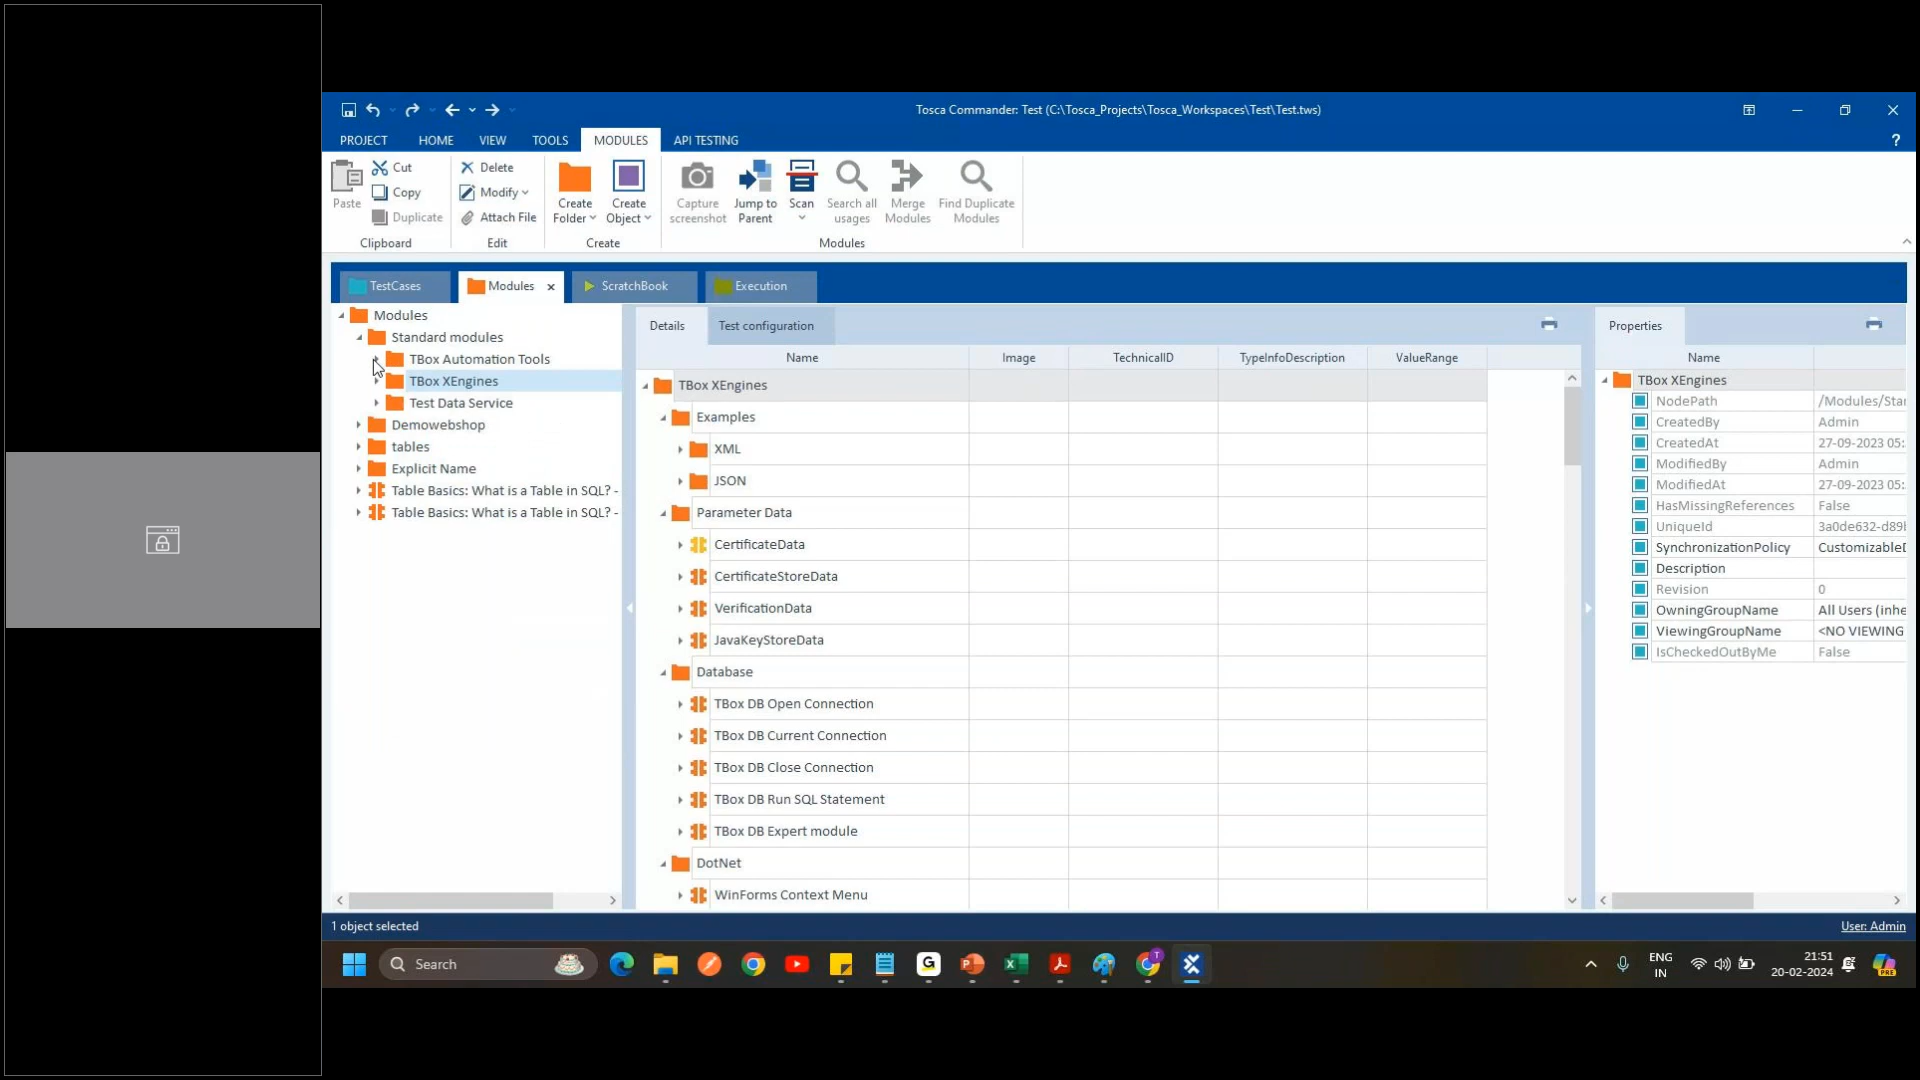 Tosca Commander: Test (C:\Tosca_Projects\Tosca_Workspaces\Test\Test.tws)
PROJECT HOME VIEW TOOLS MODULES API TESTING ?
Paste Cut Copy Duplicate
Clipboard
Delete Modify Attach File
Edit
Create Folder Create Object
Create
Capture screenshot Jump to Parent Scan Search all usages Merge Modules Find Duplicate Modules
Modules
TestCases Modules x ScratchBook Execution
Modules
Standard modules
TBox Automation Tools
TBox XEngines
Test Data Service
Demowebshop
tables
Explicit Name
Table Basics: What is a Table in SQL? -
Table Basics: What is a Table in SQL? -
Details Test configuration
Name Image TechnicalID TypeInfoDescription ValueRange
TBox XEngines
Examples
XML
JSON
Parameter Data
CertificateData
CertificateStoreData
VerificationData
JavaKeyStoreData
Database
TBox DB Open Connection
TBox DB Current Connection
TBox DB Close Connection
TBox DB Run SQL Statement
TBox DB Expert module
DotNet
WinForms Context Menu
Properties
Name
TBox XEngines
NodePath /Modules/Star
CreatedBy Admin
CreatedAt 27-09-2023 05:
ModifiedBy Admin
ModifiedAt 27-09-2023 05:
HasMissingReferences False
UniqueId 3a0de632-d89b
SynchronizationPolicy CustomizableD
Description
Revision 0
OwningGroupName All Users (inhe
ViewingGroupName <NO VIEWING
IsCheckedOutByMe False
1 object selected User: Admin
Search
ENG
IN
21:51
20-02-2024
PRE